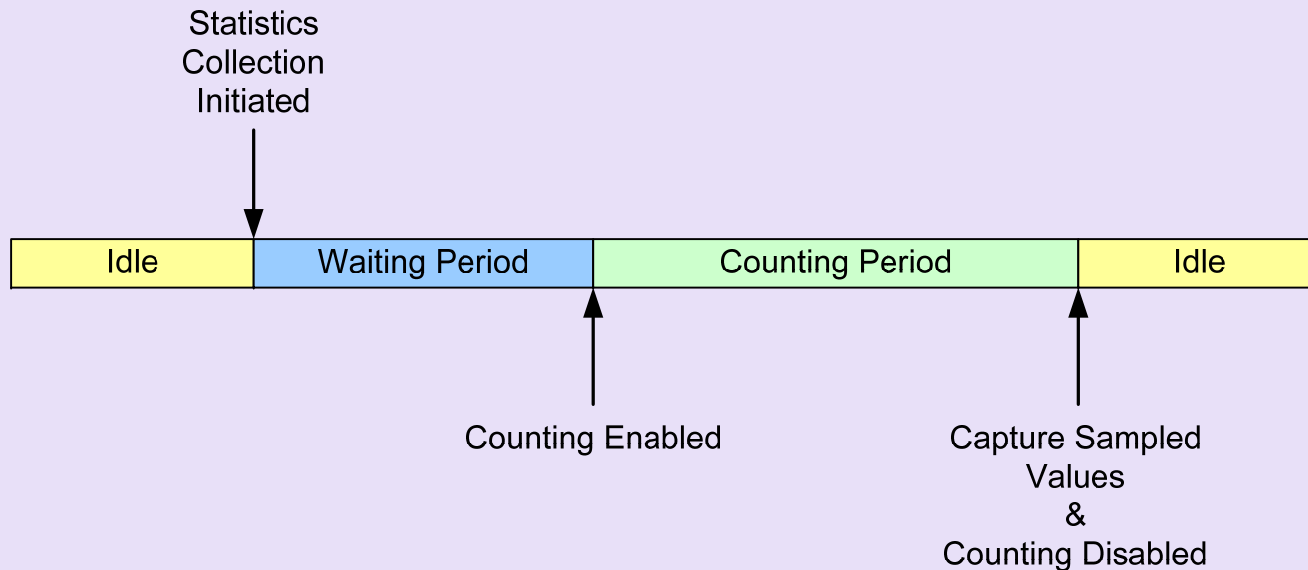 Statistics
Collection
Initiated
Idle
Waiting Period
Counting Period
Idle
Counting Enabled
Capture Sampled
Values
&
Counting Disabled